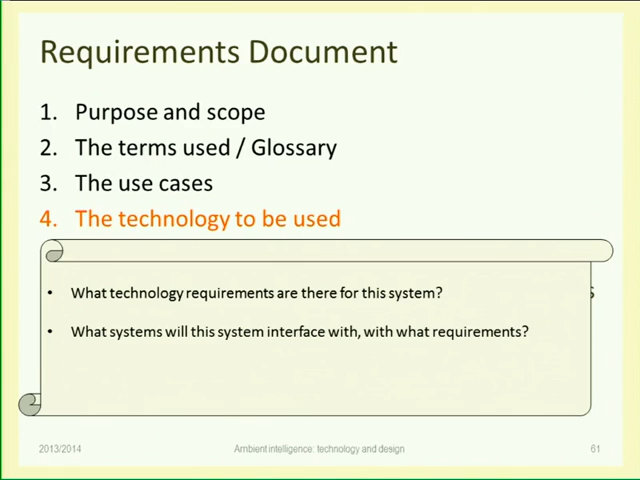 Requirements Document
1. Purpose and scope
2. The terms used / Glossary
3. The use cases
4. The technology to be used
• What technology requirements are there for this system?
• What systems will this system interface with, with what requirements?
2013/2014
Ambient intelligence: technology and design
61